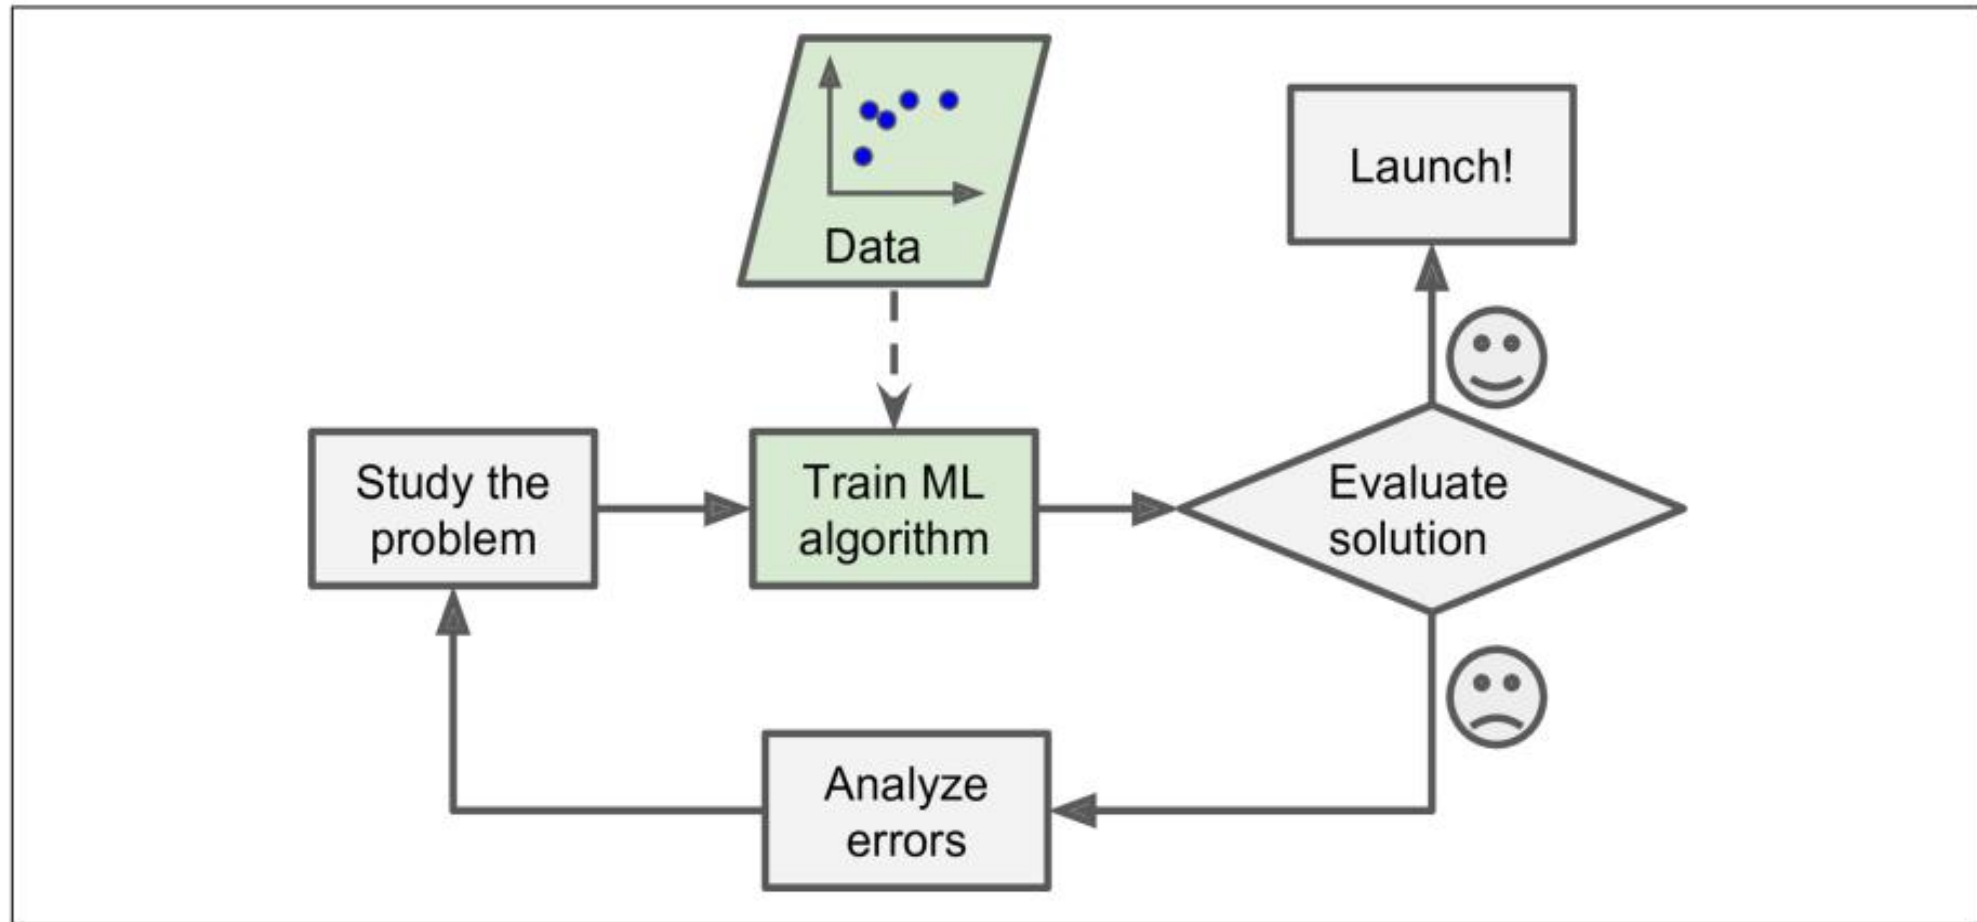 Data
Launch!
Study the
problem
Train ML
algorithm
Evaluate
solution
Analyze
errors